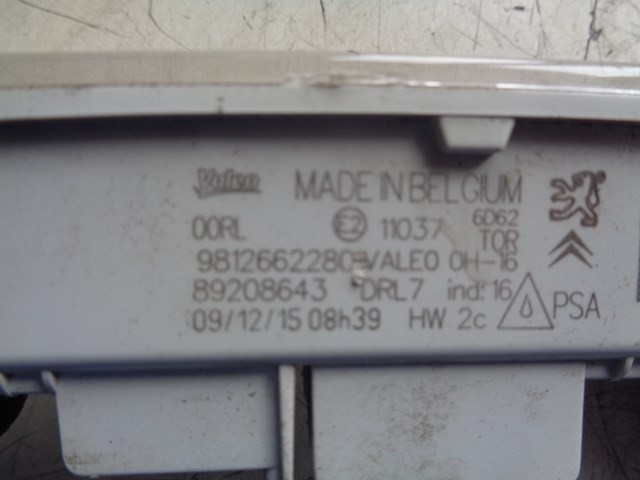 Valeo MADE IN BELGIUM
00RL E2 11037 6D62
TOR
9812662280 VALEO 0H-16
89208643 DRL7 ind: 16
09/12/15 08h39 HW 2c PSA